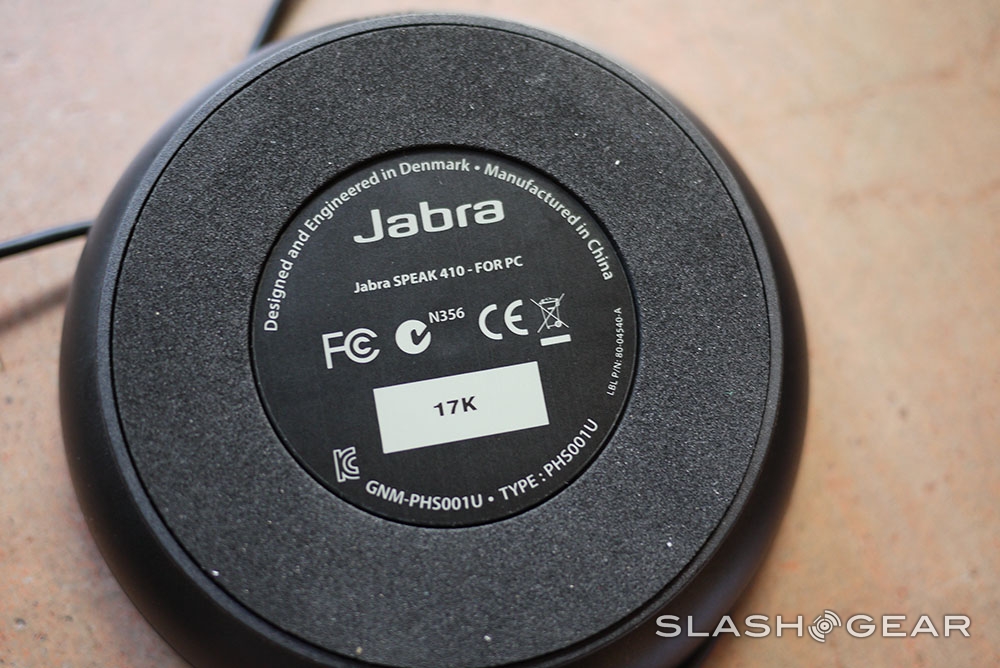 Designed and Engineered in Denmark • Manufactured in China
Jabra
Jabra SPEAK 410 - FOR PC
FC
N356
CE
LBL P/N: 80-04540-A
17K
GNM-PHS001U • TYPE : PHS001U
SLASHGEAR